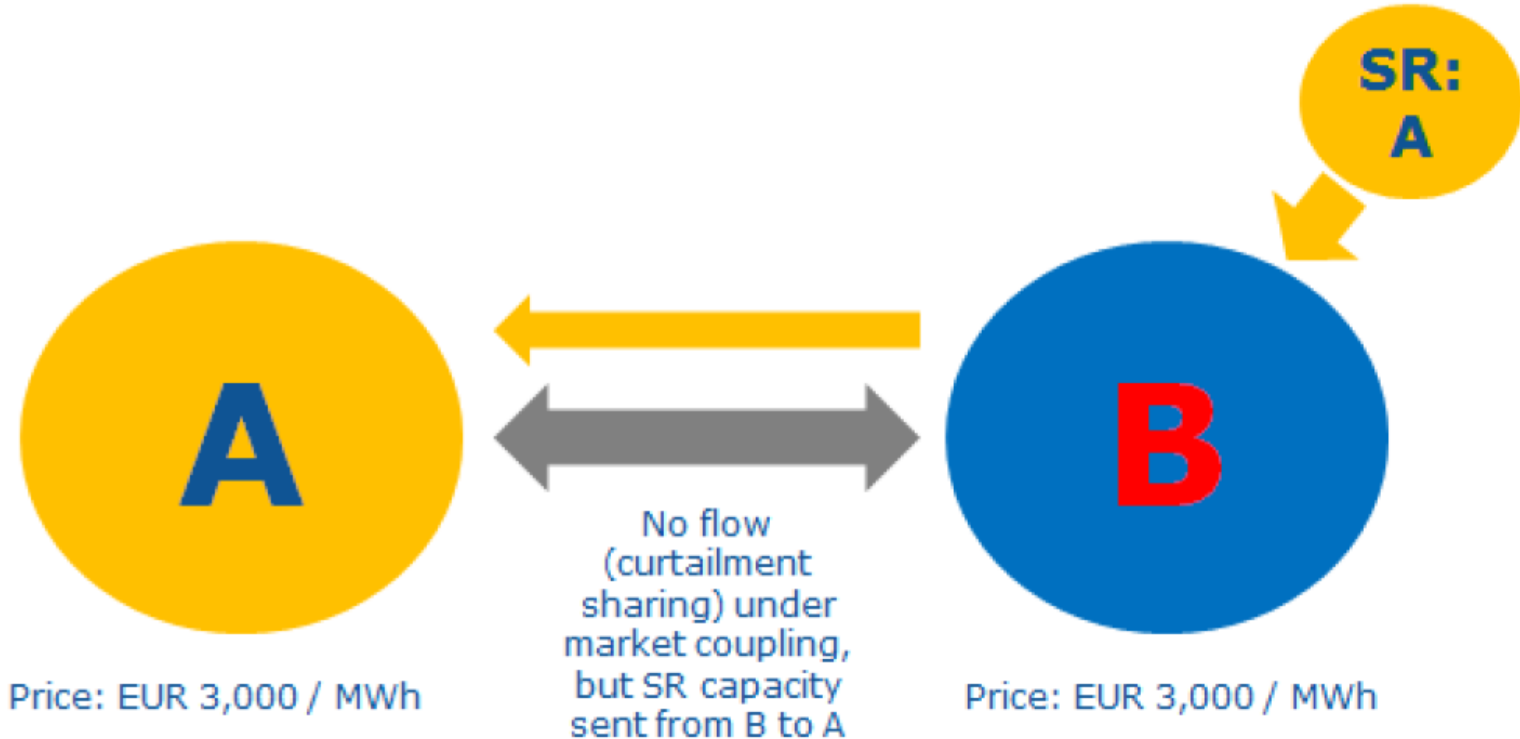 SR:
A
A
B
No flow
(curtailment
sharing) under
market coupling,
but SR capacity
sent from B to A
Price: EUR 3,000 / MWh
Price: EUR 3,000 / MWh